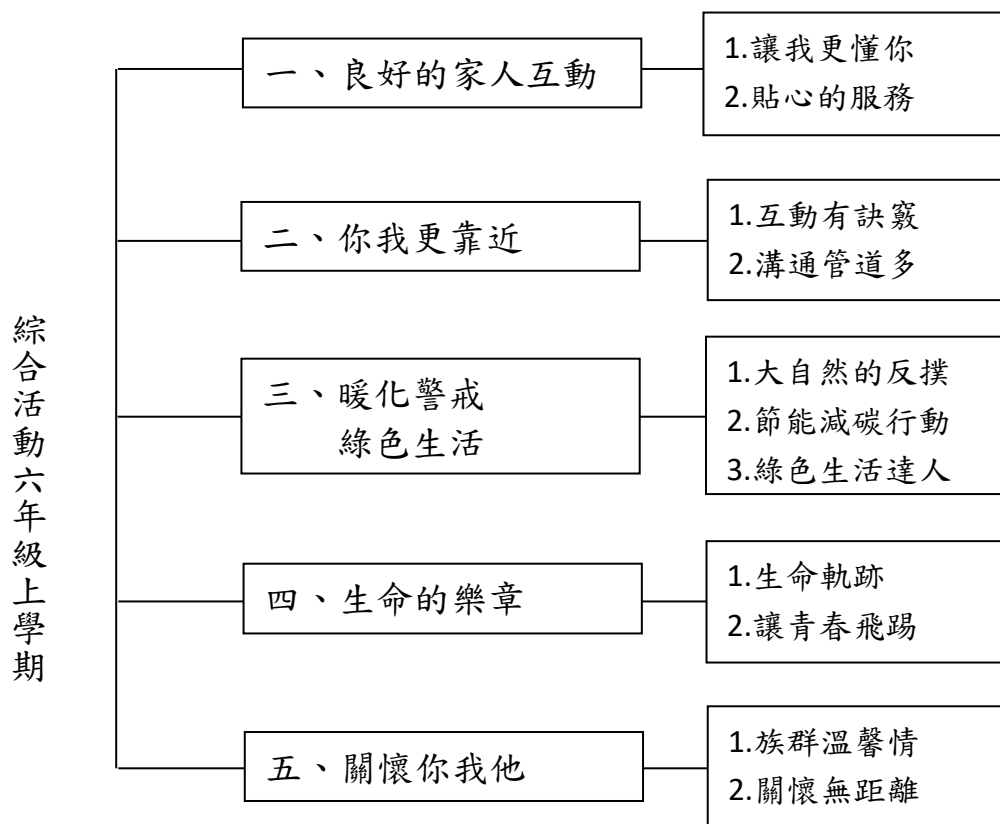 綜合活動六年級上學期
一、良好的家人互動
1.讓我更懂你
2.貼心的服務
二、你我更靠近
1.互動有訣竅
2.溝通管道多
三、暖化警戒
綠色生活
1.大自然的反撲
2.節能減碳行動
3.綠色生活達人
四、生命的樂章
1.生命軌跡
2.讓青春飛踢
五、關懷你我他
1.族群溫馨情
2.關懷無距離